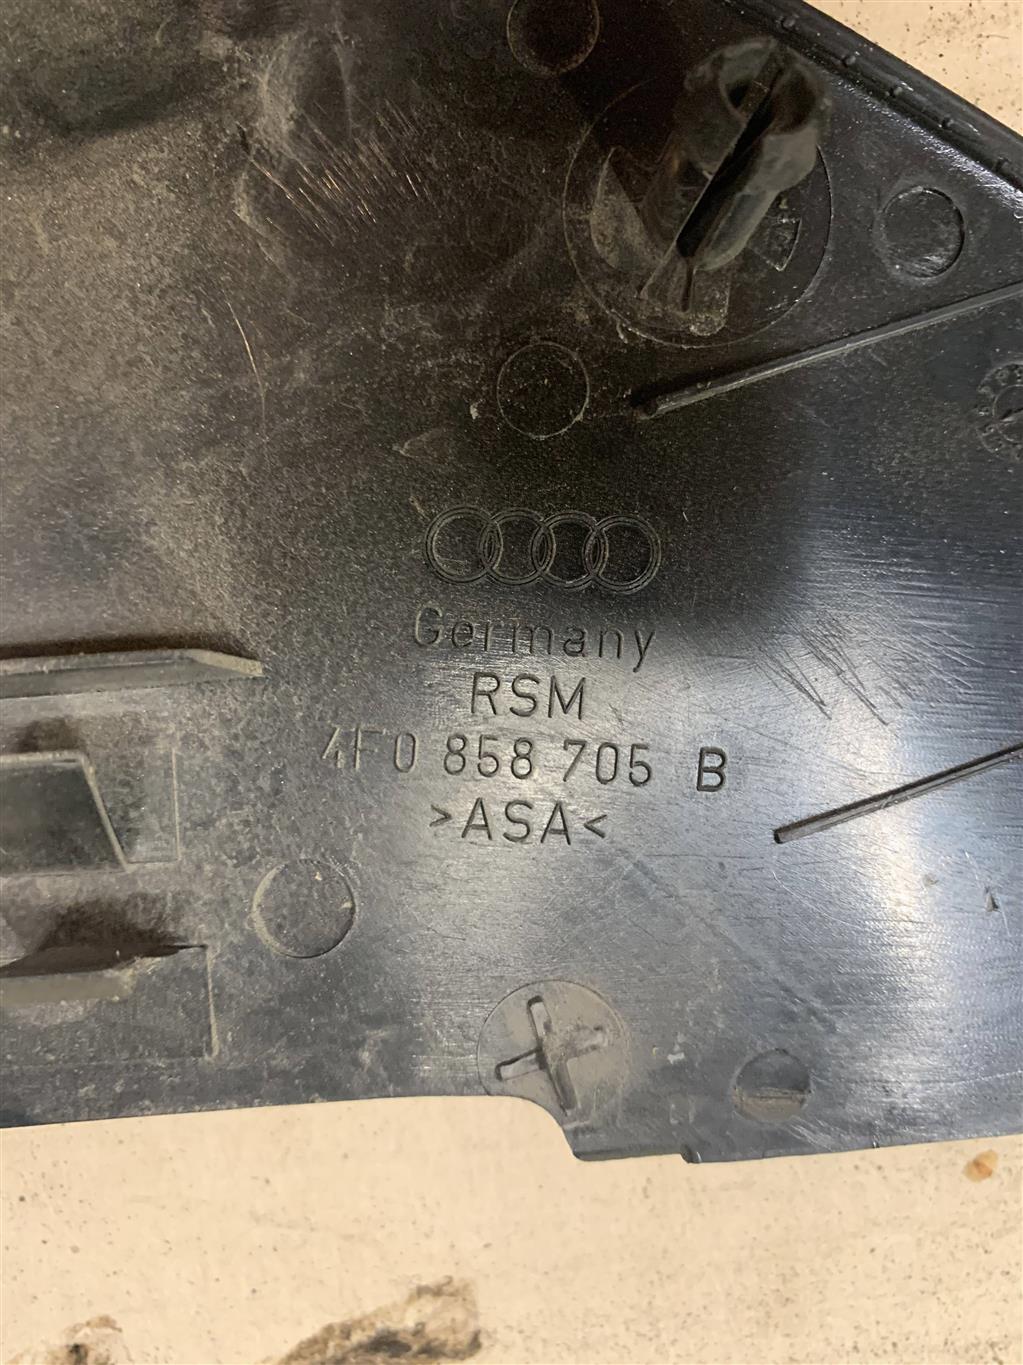 Germany
RSM
4F0 858 705 B
>ASA<